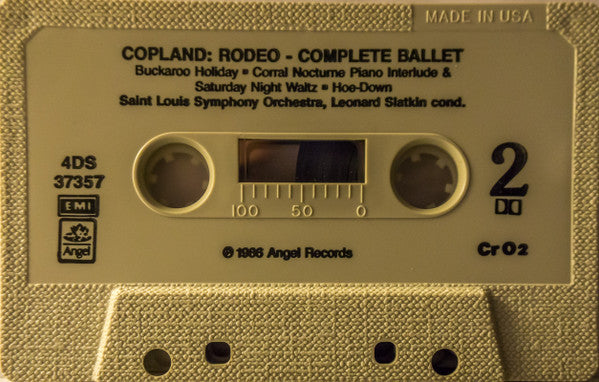 MADE IN USA
COPLAND: RODEO - COMPLETE BALLET
Buckaroo Holiday ▪ Corral Nocturne Piano Interlude &
Saturday Night Waltz ▪ Hoe-Down
Saint Louis Symphony Orchestra, Leonard Slatkin cond.
4DS
37357
EMI
Angel
2
100 50 0
℗ 1986 Angel Records
CrO2